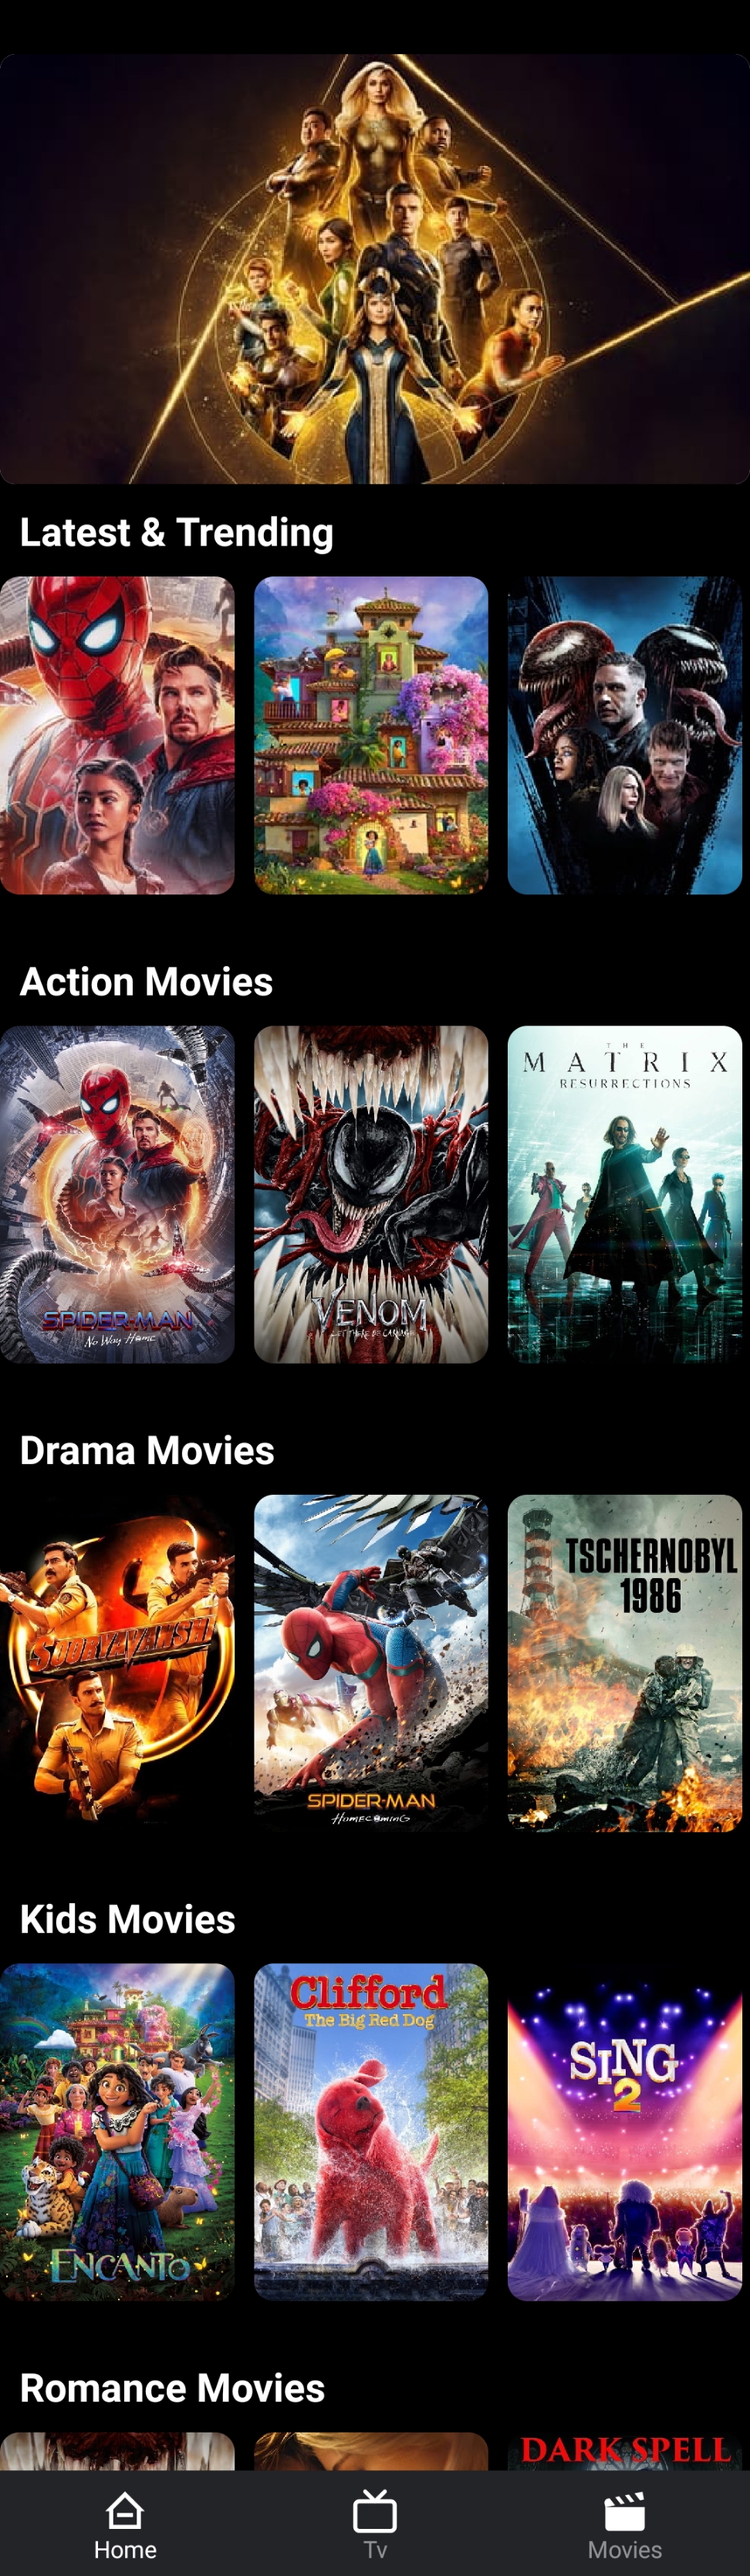 Latest & Trending
Action Movies
SPIDER-MAN
No Way Home
VENOM
LET THERE BE CARNAGE
THE
MATRIX
RESURRECTIONS
Drama Movies
SOORYAVANSHI
SPIDER-MAN
HOMECOMING
TSCHERNOBYL
1986
Kids Movies
ENCANTO
Clifford
The Big Red Dog
SING
2
Romance Movies
DARK SPELL
Home
Tv
Movies